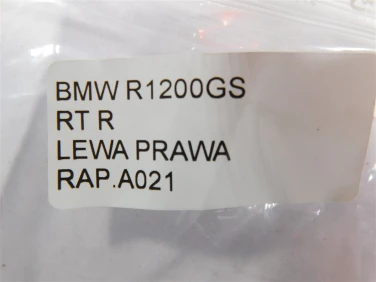 BMW R1200GS
RT R
LEWA PRAWA
RAP.A021